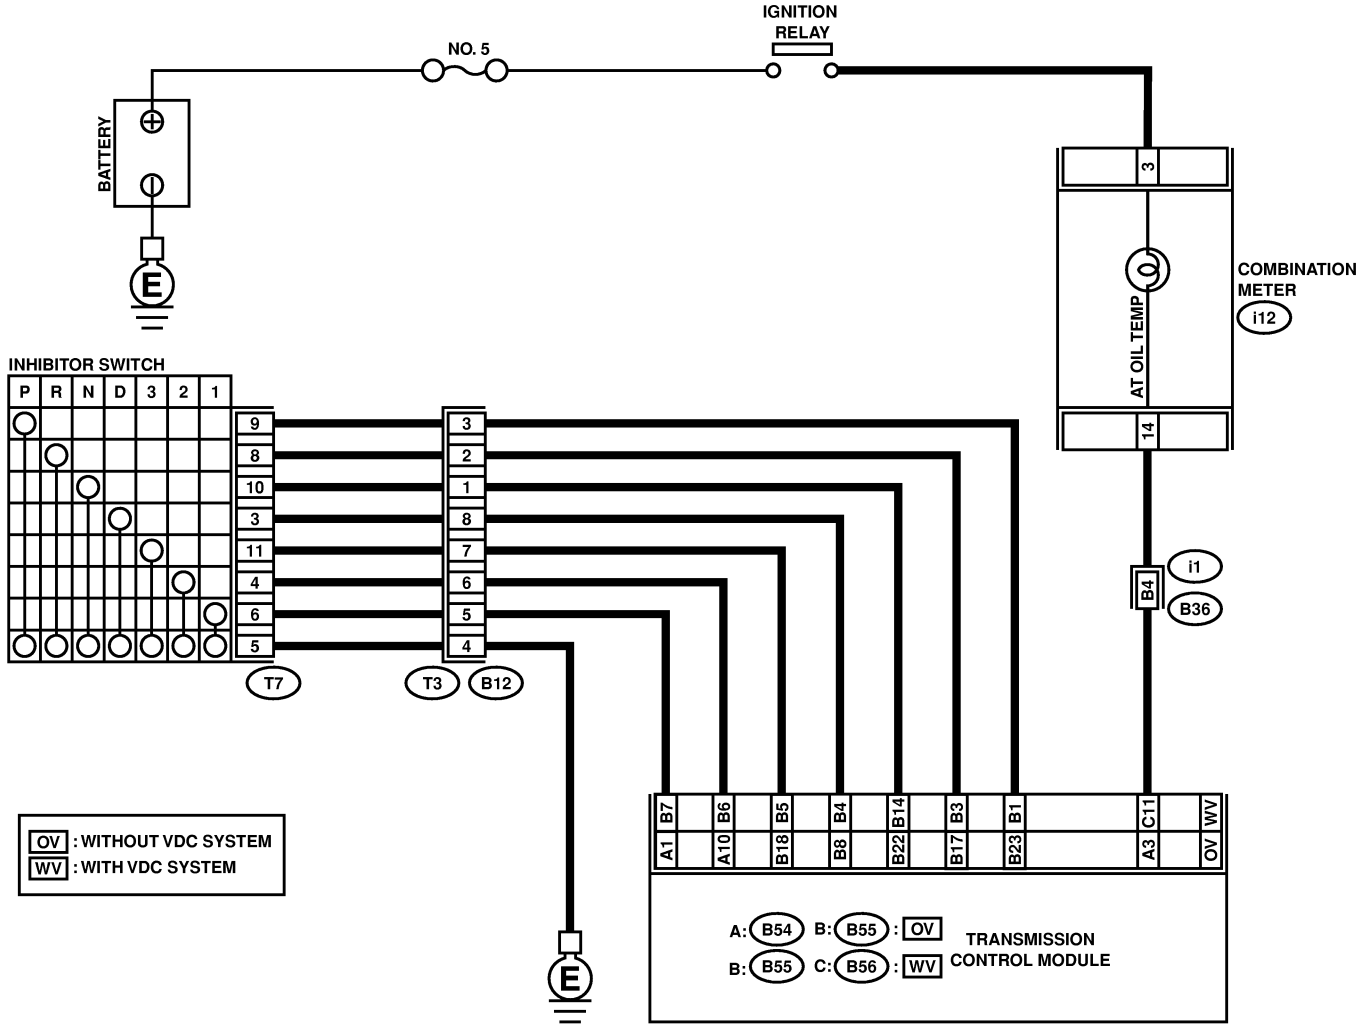 IGNITION
RELAY
NO. 5
BATTERY
E
3
COMBINATION
METER
i12
AT OIL TEMP
14
INHIBITOR SWITCH
P R N D 3 2 1
9 3
8 2
10 1
3 8
11 7
4 6
6 5
5 4
T7 T3 B12
i1
B4
B36
B7 B6 B5 B4 B14 B3 B1 C11 WV
A1 A10 B18 B8 B22 B17 B23 A3 OV
OV : WITHOUT VDC SYSTEM
WV : WITH VDC SYSTEM
E
A: B54 B: B55 : OV
B: B55 C: B56 : WV
TRANSMISSION
CONTROL MODULE